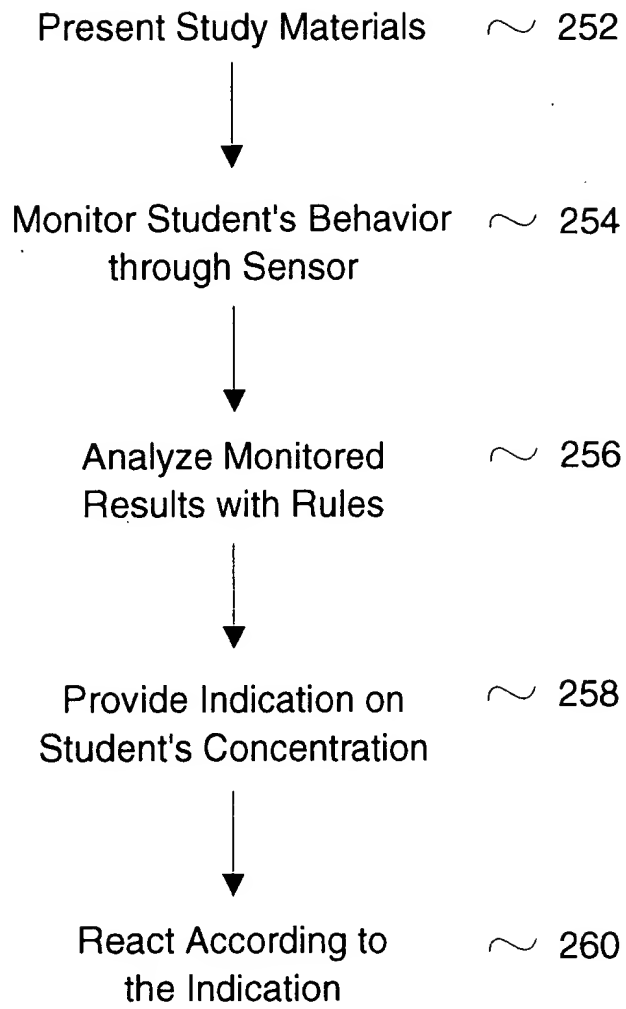 Present Study Materials 252
Monitor Student's Behavior 254
through Sensor
Analyze Monitored 256
Results with Rules
Provide Indication on 258
Student's Concentration
React According to 260
the Indication